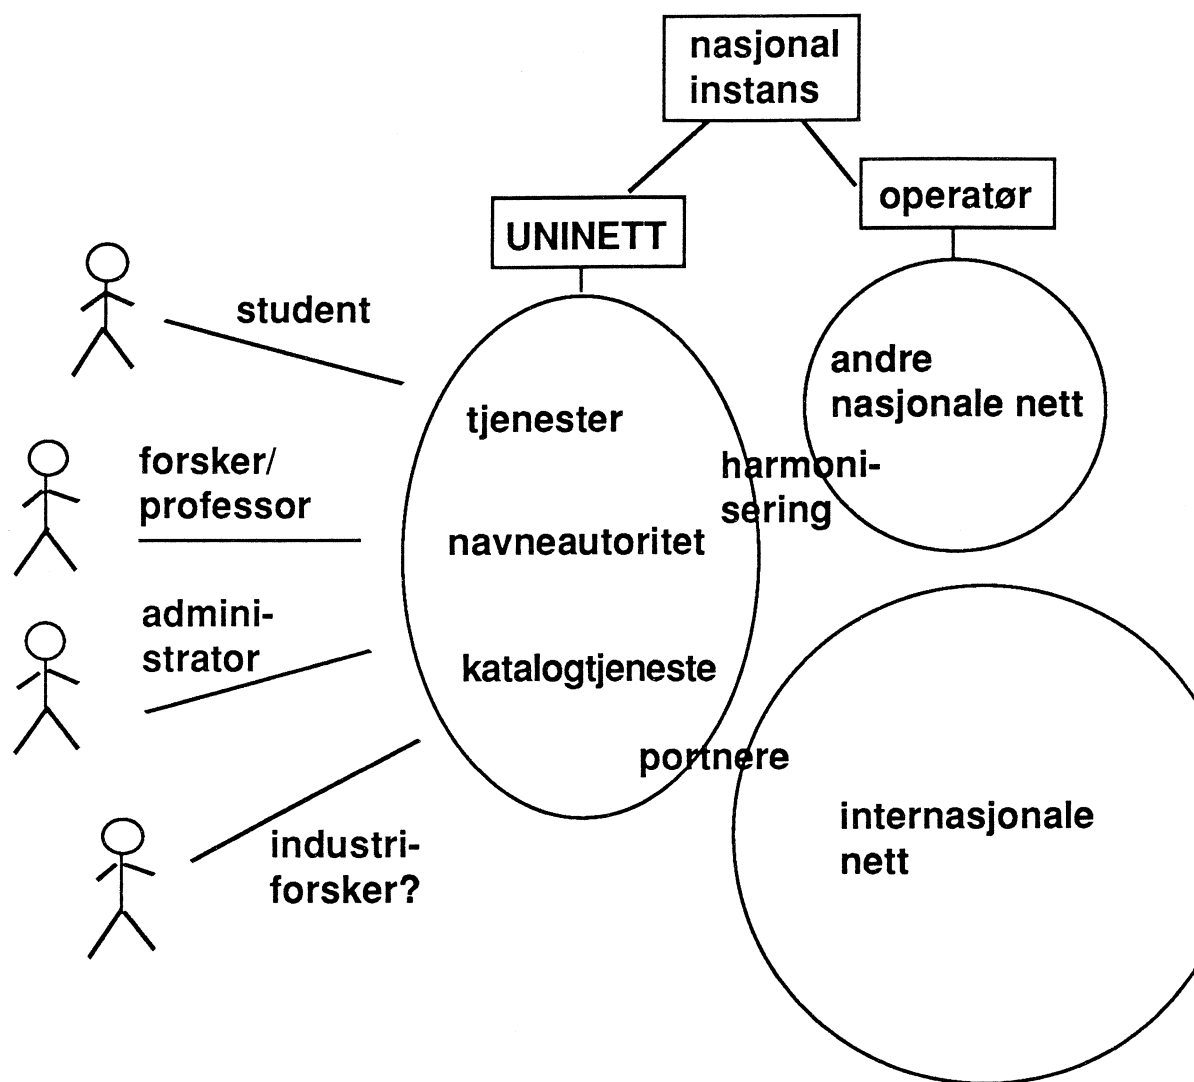 nasjonal
instans
operatør
UNINETT
student
andre
nasjonale nett
tjenester
forsker/
professor
harmoni-
sering
navneautoritet
admini-
strator
katalogtjeneste
portnere
internasjonale
nett
industri-
forsker?